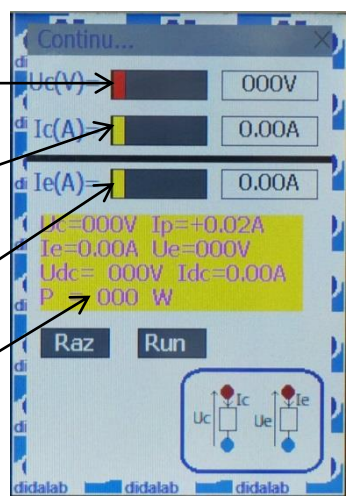 Continu... X
Uc(V)= 000V
Ic(A)= 0.00A
Ie(A)= 0.00A
Uc=000V Ip=+0.02A
Ie=0.00A Ue=000V
Udc= 000V Idc=0.00A
P = 000 W
Raz Run
Uc Ic Ue Ie
didalab didalab didalab